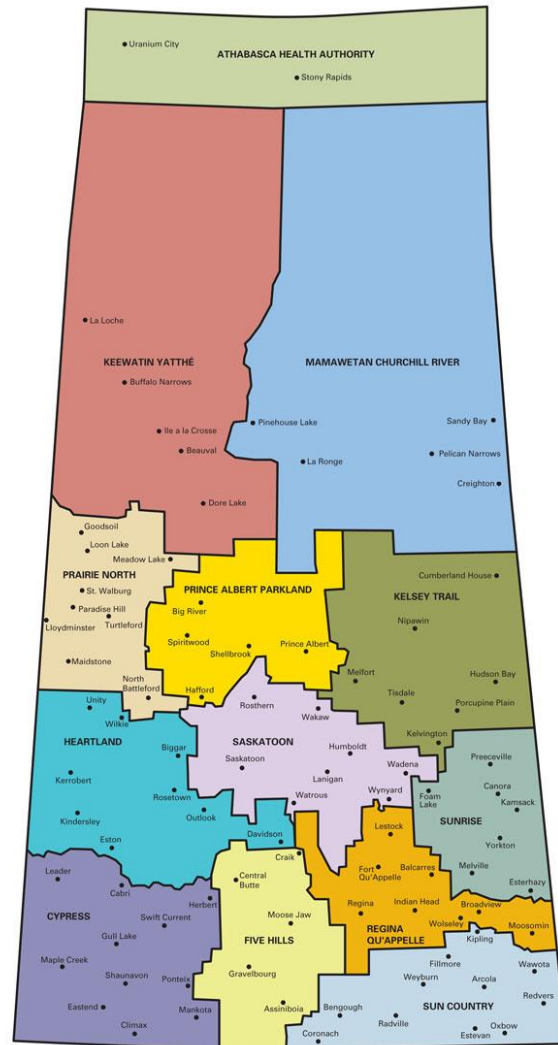 Uranium City
ATHABASCA HEALTH AUTHORITY
Stony Rapids
La Loche
KEEWATIN YATTHÉ
MAMAWETAN CHURCHILL RIVER
Buffalo Narrows
Ile a la Crosse
Beauval
Dore Lake
Pinehouse Lake
La Ronge
Sandy Bay
Pelican Narrows
Creighton
Goodsoil
Loon Lake
Meadow Lake
PRAIRIE NORTH
St. Walburg
Paradise Hill
Lloydminster
Turtleford
Maidstone
North
Battleford
PRINCE ALBERT PARKLAND
Big River
Spiritwood
Shellbrook
Prince Albert
Hafford
Cumberland House
KELSEY TRAIL
Nipawin
Melfort
Tisdale
Hudson Bay
Porcupine Plain
Kelvington
Unity
Wilkie
HEARTLAND
Biggar
Kerrobert
Rosetown
Kindersley
Outlook
Eston
Davidson
Rosthern
Wakaw
SASKATOON
Saskatoon
Humboldt
Lanigan
Wadena
Watrous
Wynyard
Preeceville
Foam
Lake
Canora
Kamsack
SUNRISE
Yorkton
Melville
Esterhazy
Leader
Cabri
Herbert
CYPRESS
Swift Current
Gull Lake
Maple Creek
Shaunavon
Ponteix
Eastend
Mankota
Climax
Craik
Central
Butte
Moose Jaw
FIVE HILLS
Gravelbourg
Assiniboia
Lestock
Fort
Qu'Appelle
Balcarres
Regina
Indian Head
Broadview
Wolseley
Moosomin
REGINA
QU'APPELLE
Kipling
Fillmore
Wawota
Weyburn
Arcola
Redvers
SUN COUNTRY
Bengough
Radville
Oxbow
Estevan
Coronach